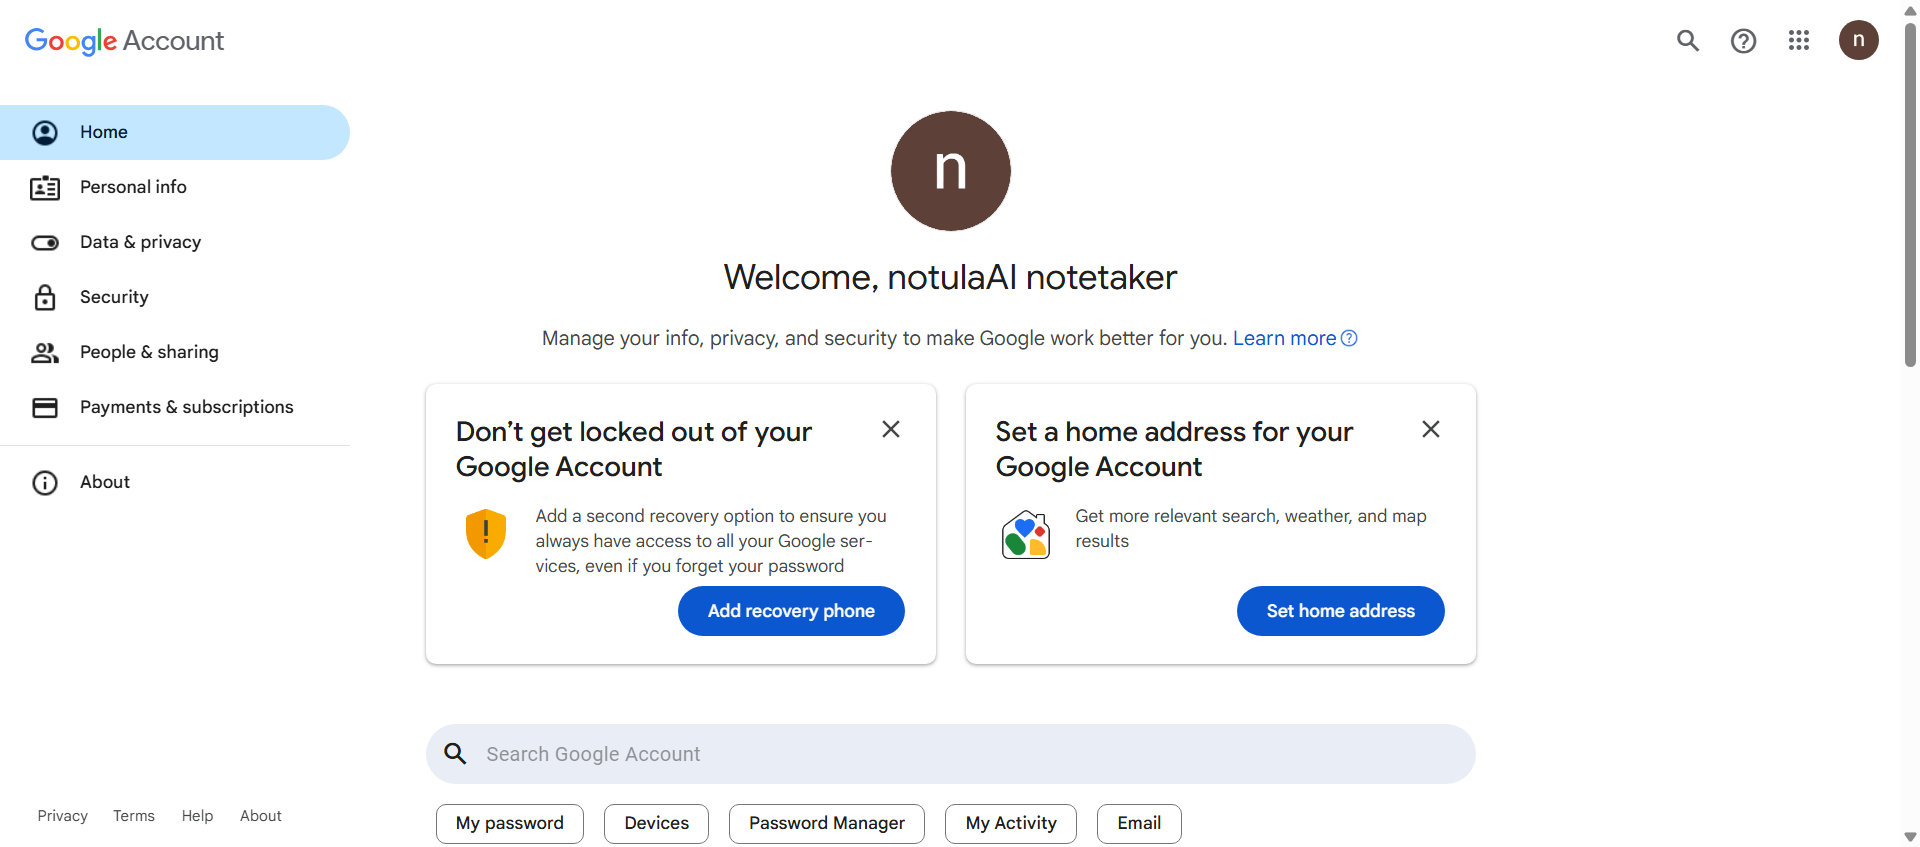 Google Account
n
Home
Personal info
Data & privacy
Security
People & sharing
Payments & subscriptions
About
Privacy Terms Help About
n
Welcome, notulaAI notetaker
Manage your info, privacy, and security to make Google work better for you. Learn more
Don’t get locked out of your
Google Account
Add a second recovery option to ensure you
always have access to all your Google ser-
vices, even if you forget your password
Add recovery phone
Set a home address for your
Google Account
Get more relevant search, weather, and map
results
Set home address
Search Google Account
My password Devices Password Manager My Activity Email